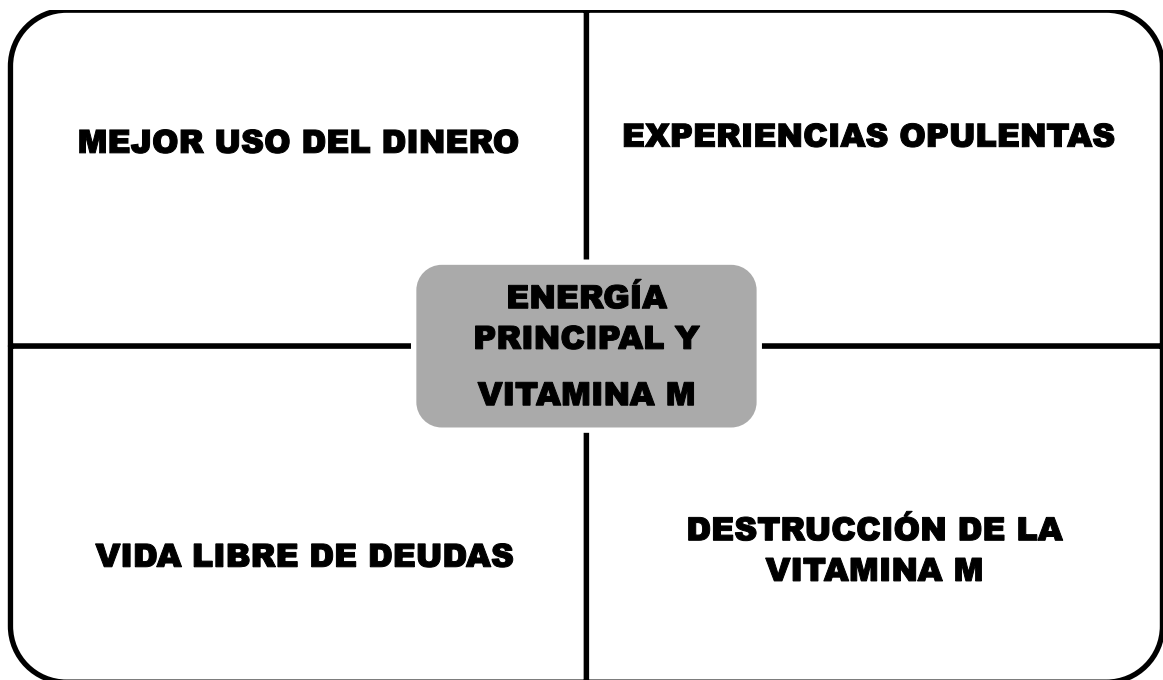 MEJOR USO DEL DINERO
EXPERIENCIAS OPULENTAS
ENERGÍA
PRINCIPAL Y
VITAMINA M
VIDA LIBRE DE DEUDAS
DESTRUCCIÓN DE LA
VITAMINA M